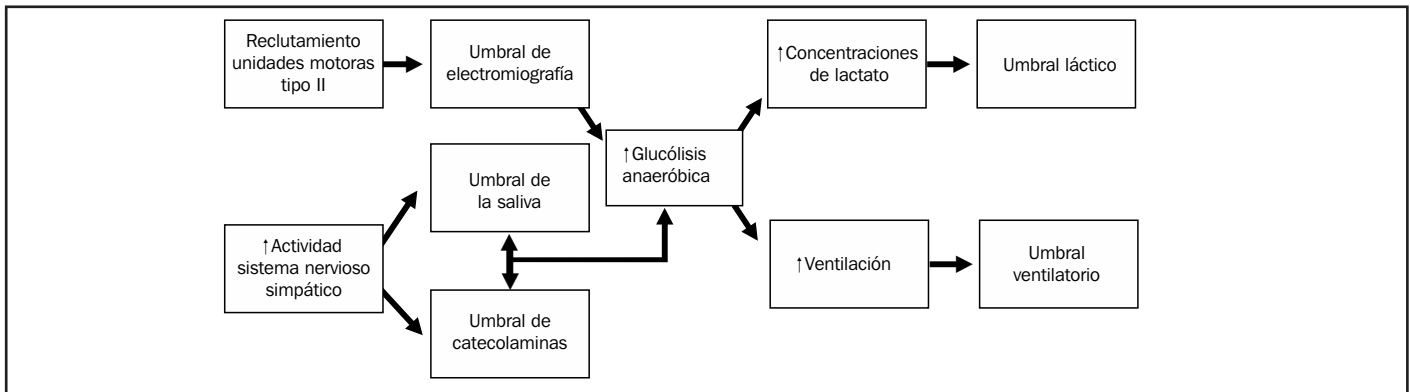 Reclutamiento
unidades motoras
tipo II
Umbral de
electromiografía
↑Concentraciones
de lactato
Umbral láctico
↑Glucólisis
anaeróbica
Umbral de
la saliva
↑Actividad
sistema nervioso
simpático
Umbral de
catecolaminas
↑Ventilación
Umbral
ventilatorio